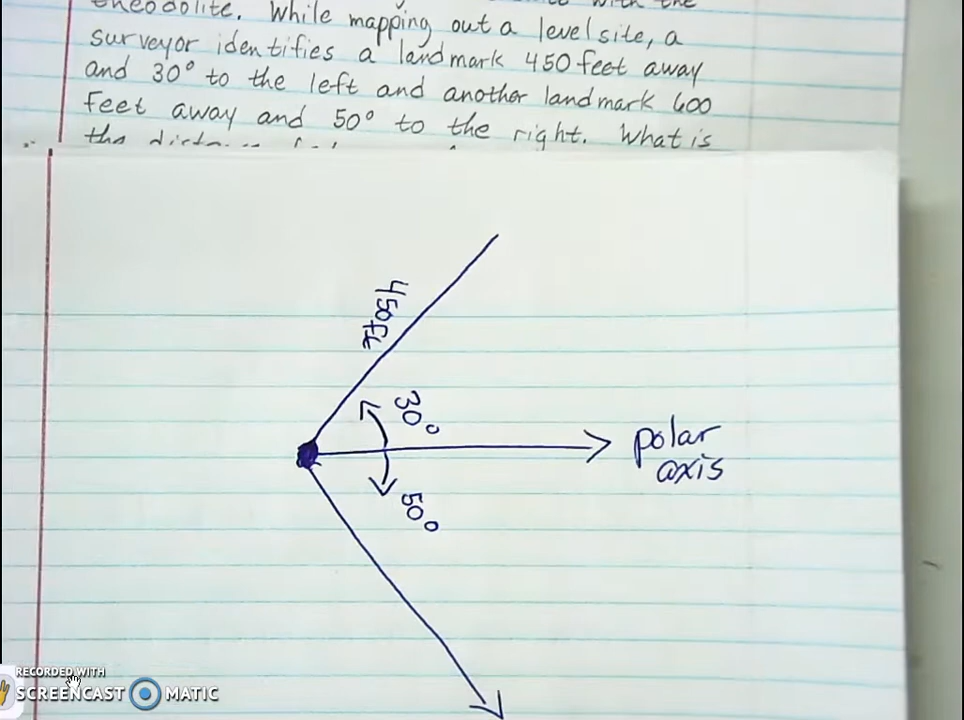 theodolite. While mapping out a level site, a
surveyor identifies a landmark 450 feet away
and 30° to the left and another landmark 600
feet away and 50° to the right. What is
450 ft
30°
polar
axis
50°
RECORDED WITH
SCREENCAST MATIC